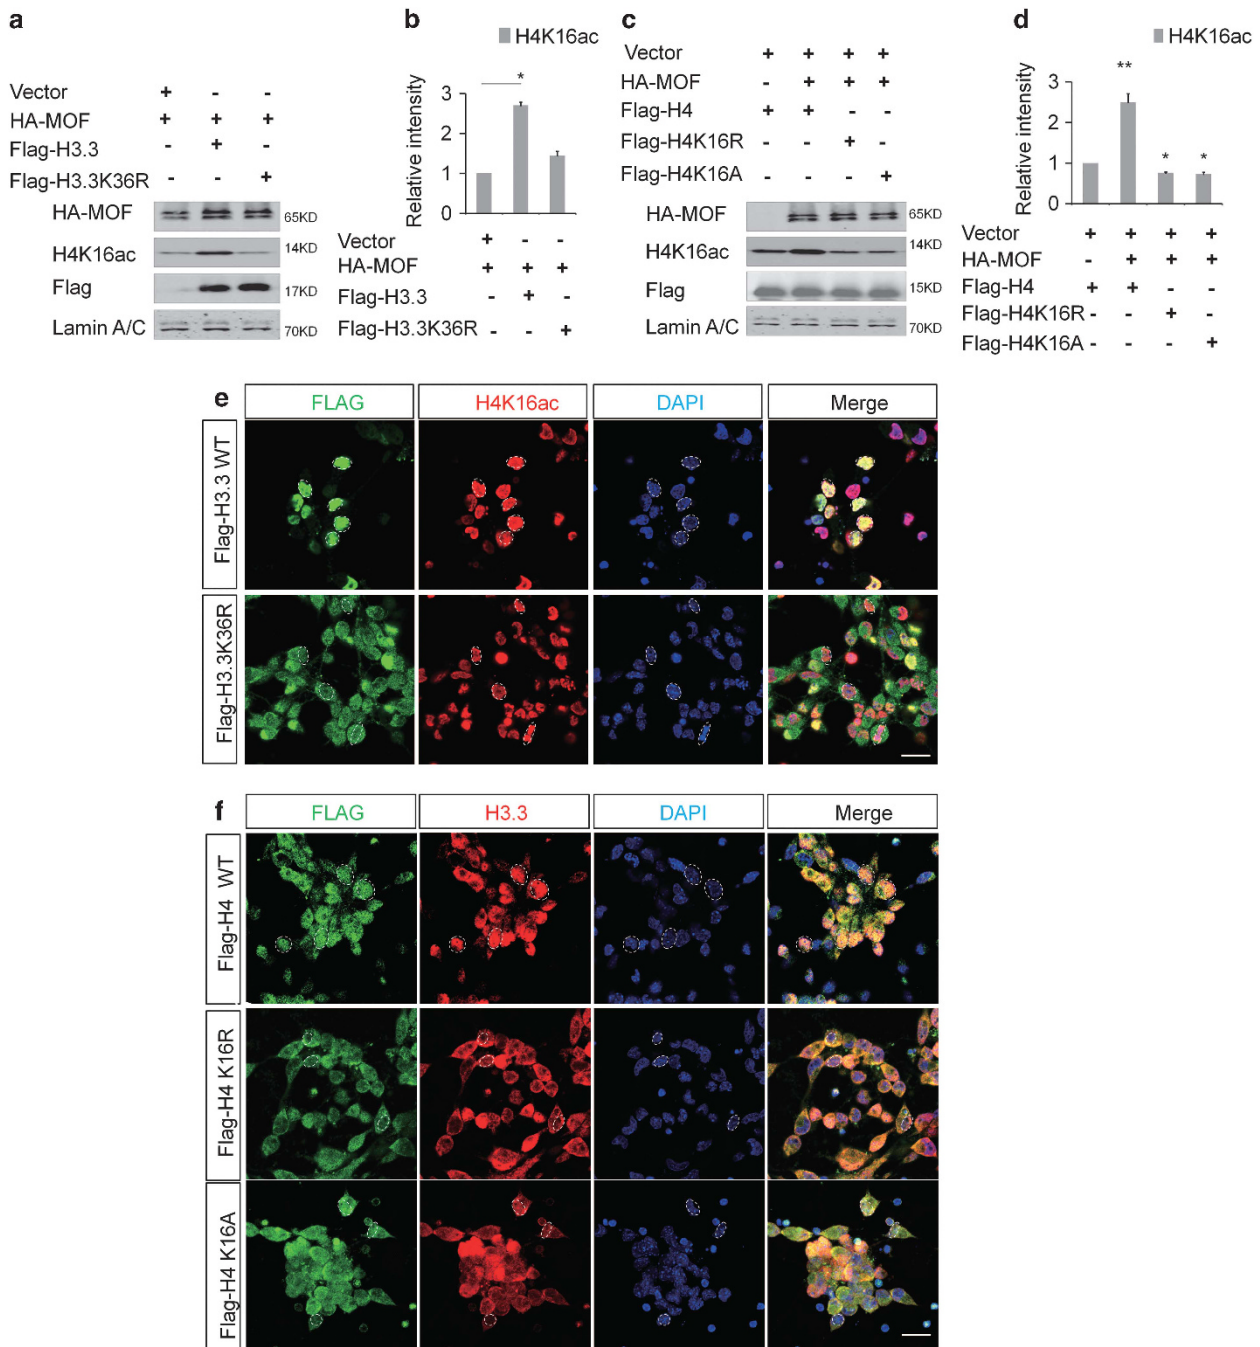 a
Vector + - -
HA-MOF + + +
Flag-H3.3 - + -
Flag-H3.3K36R - - +
HA-MOF 65KD
H4K16ac 14KD
Flag 17KD
Lamin A/C 70KD
b
H4K16ac
Relative intensity
3
2
1
0
*
Vector + - -
HA-MOF + + +
Flag-H3.3 - + -
Flag-H3.3K36R - - +
c
Vector + + + +
HA-MOF - + + +
Flag-H4 + + - -
Flag-H4K16R - - + -
Flag-H4K16A - - - +
HA-MOF 65KD
H4K16ac 14KD
Flag 15KD
Lamin A/C 70KD
d
H4K16ac
Relative intensity
3
2
1
0
** * *
Vector + + + +
HA-MOF - + + +
Flag-H4 + + - -
Flag-H4K16R - - + -
Flag-H4K16A - - - +
e
FLAG H4K16ac DAPI Merge
Flag-H3.3 WT
Flag-H3.3K36R
f
FLAG H3.3 DAPI Merge
Flag-H4 WT
Flag-H4 K16R
Flag-H4 K16A